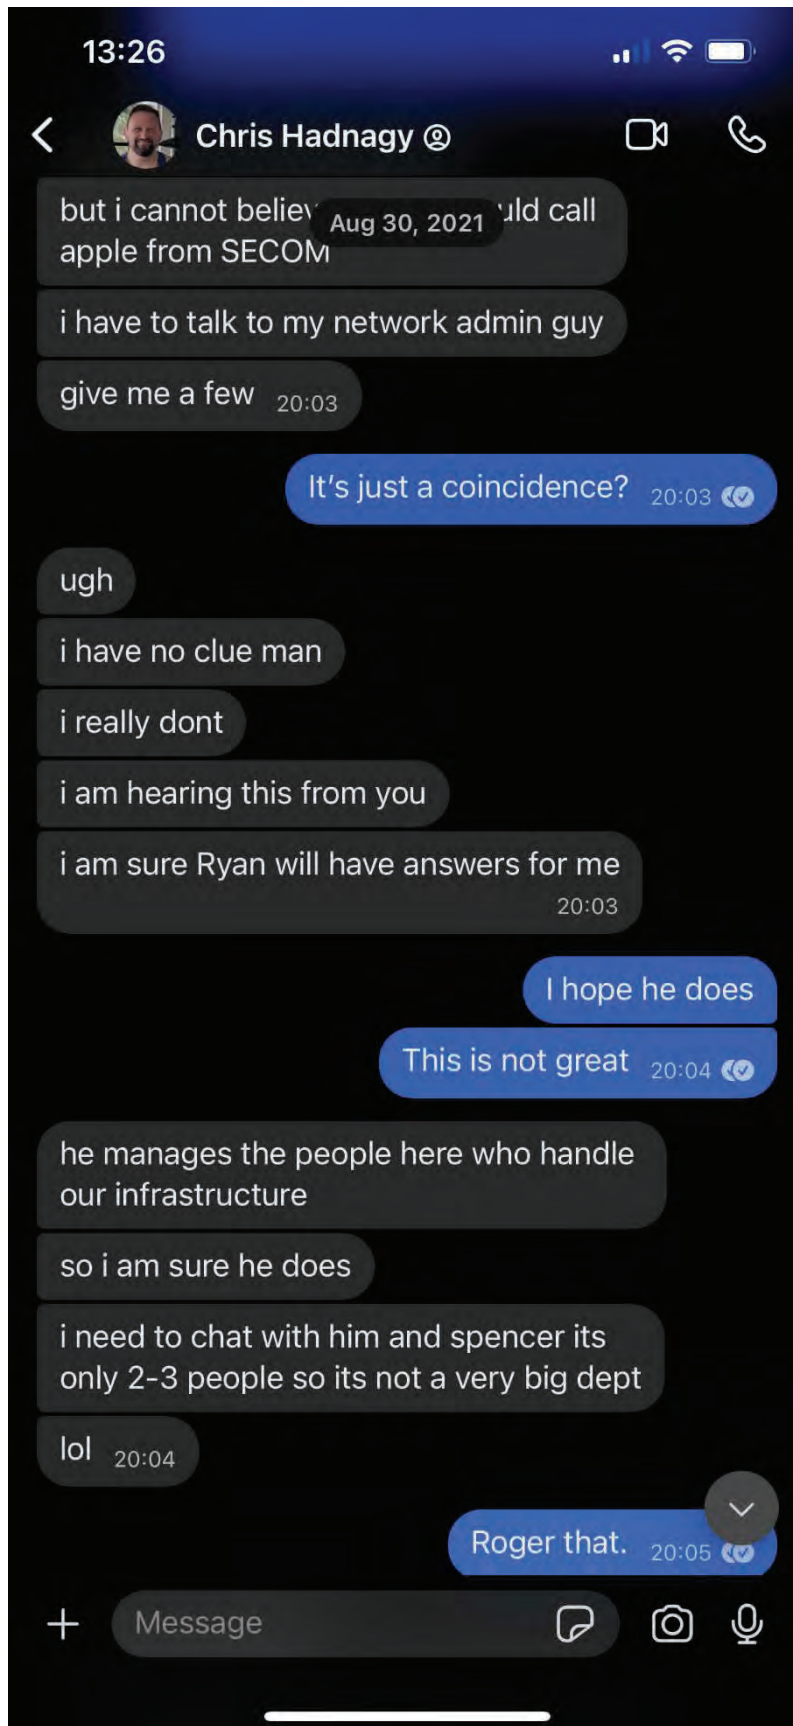 13:26
Chris Hadnagy
Aug 30, 2021
but i cannot call
apple from SECOM
i have to talk to my network admin guy
give me a few 20:03
It's just a coincidence? 20:03
ugh
i have no clue man
i really dont
i am hearing this from you
i am sure Ryan will have answers for me
20:03
I hope he does
This is not great 20:04
he manages the people here who handle
our infrastructure
so i am sure he does
i need to chat with him and spencer its
only 2-3 people so its not a very big dept
lol 20:04
Roger that. 20:05
Message